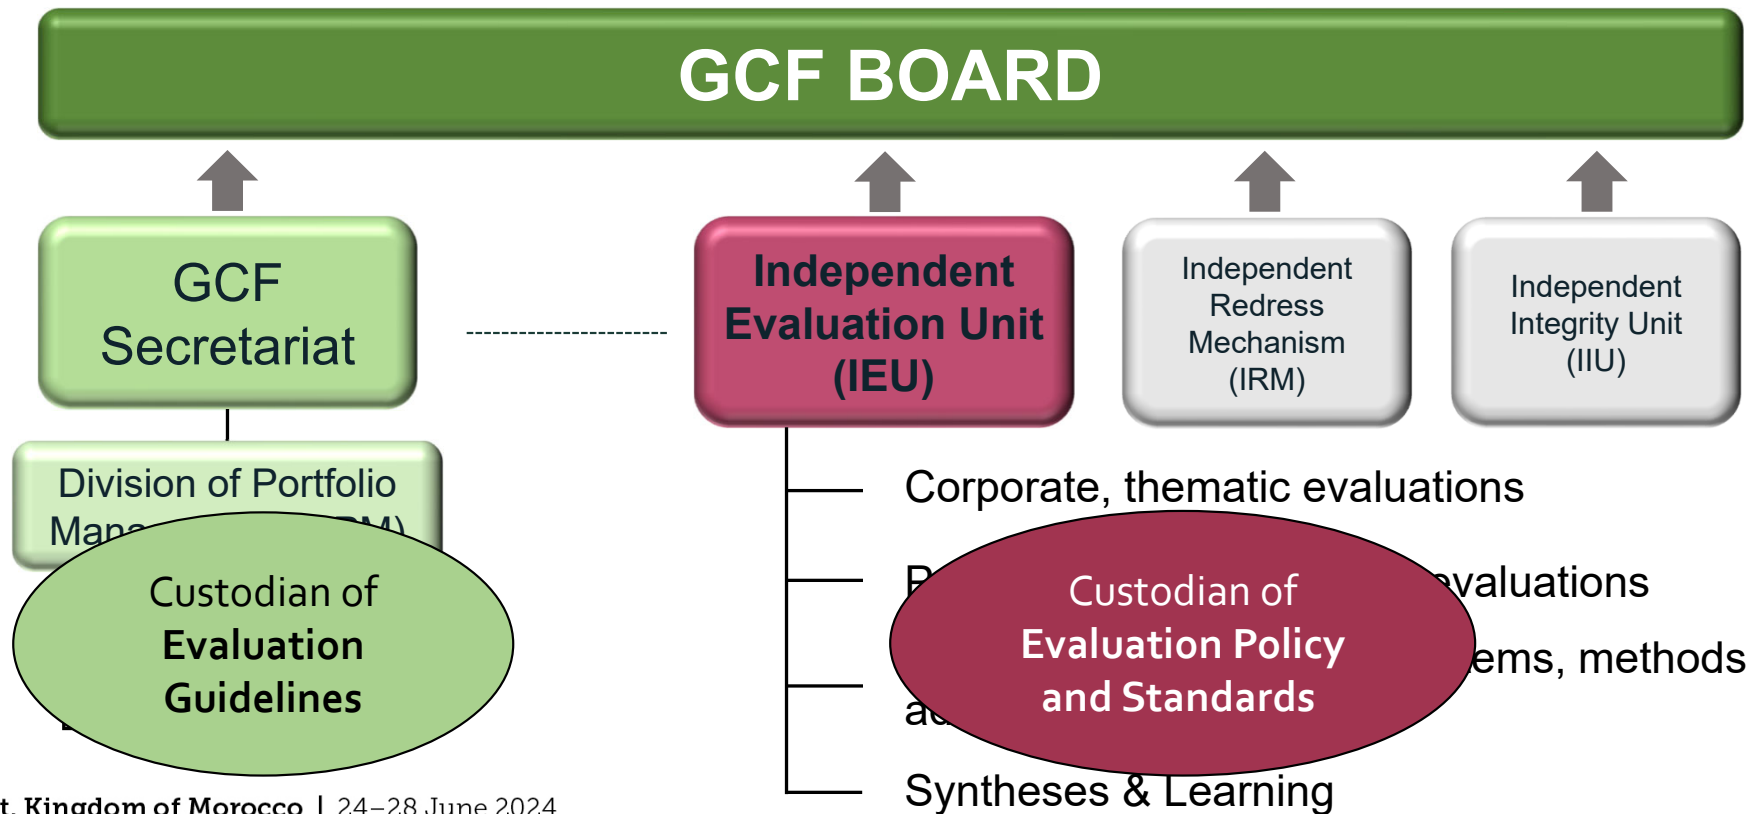 GCF BOARD
GCF
Secretariat
Independent
Evaluation Unit
(IEU)
Independent
Redress
Mechanism
(IRM)
Independent
Integrity Unit
(IIU)
Division of Portfolio
Custodian of
Evaluation
Guidelines
Corporate, thematic evaluations
Custodian of
Evaluation Policy
and Standards
methods
Syntheses & Learning
Kingdom of Morocco | 24–28 June 2024